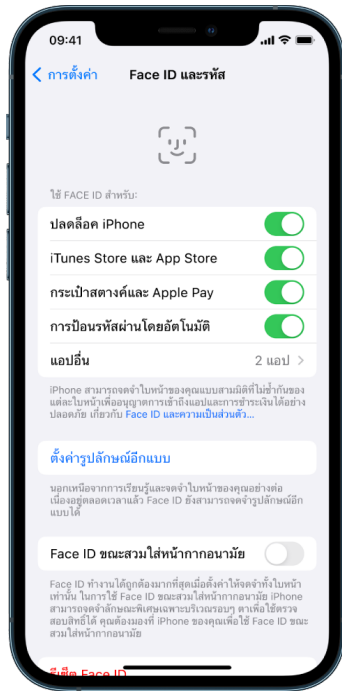 09:41
การตั้งค่า
Face ID และรหัส
ใช้ FACE ID สำหรับ:
ปลดล็อค iPhone
iTunes Store และ App Store
กระเป๋าสตางค์และ Apple Pay
การป้อนรหัสผ่านโดยอัตโนมัติ
แอปอื่น 2 แอป
iPhone สามารถจดจำใบหน้าของคุณแบบสามมิติที่ไม่ซ้ำกันของ
แต่ละใบหน้าเพื่ออนุญาตการเข้าถึงแอปและการชำระเงินได้อย่าง
ปลอดภัย เกี่ยวกับ Face ID และความเป็นส่วนตัว...
ตั้งค่ารูปลักษณ์อีกแบบ
นอกเหนือจากการเรียนรู้และจดจำใบหน้าของคุณอย่างต่อ
เนื่องอยู่ตลอดเวลาแล้ว Face ID ยังสามารถจดจำรูปลักษณ์อีก
แบบได้
Face ID ขณะสวมใส่หน้ากากอนามัย
Face ID ทำงานได้ถูกต้องมากที่สุดเมื่อตั้งค่าให้จดจำทั้งใบหน้า
เท่านั้น ในการใช้ Face ID ขณะสวมใส่หน้ากากอนามัย iPhone
สามารถจดจำลักษณะพิเศษเฉพาะบริเวณรอบๆ ตาเพื่อใช้ตรวจ
สอบสิทธิ์ได้ คุณต้องมองที่ iPhone ของคุณเพื่อใช้ Face ID ขณะ
สวมใส่หน้ากากอนามัย
รีเซ็ต Face ID